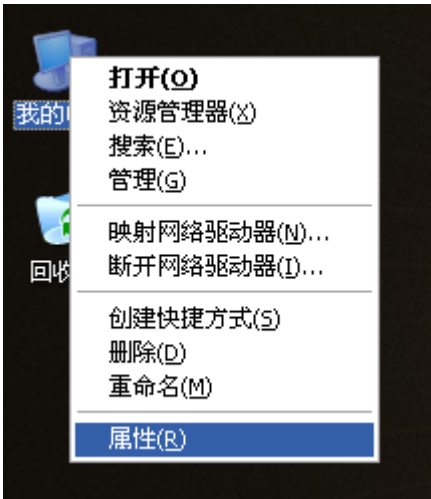 我的
打开(O)
资源管理器(X)
搜索(E)...
管理(G)
映射网络驱动器(N)...
断开网络驱动器(I)...
回收
创建快捷方式(S)
删除(D)
重命名(M)
属性(R)